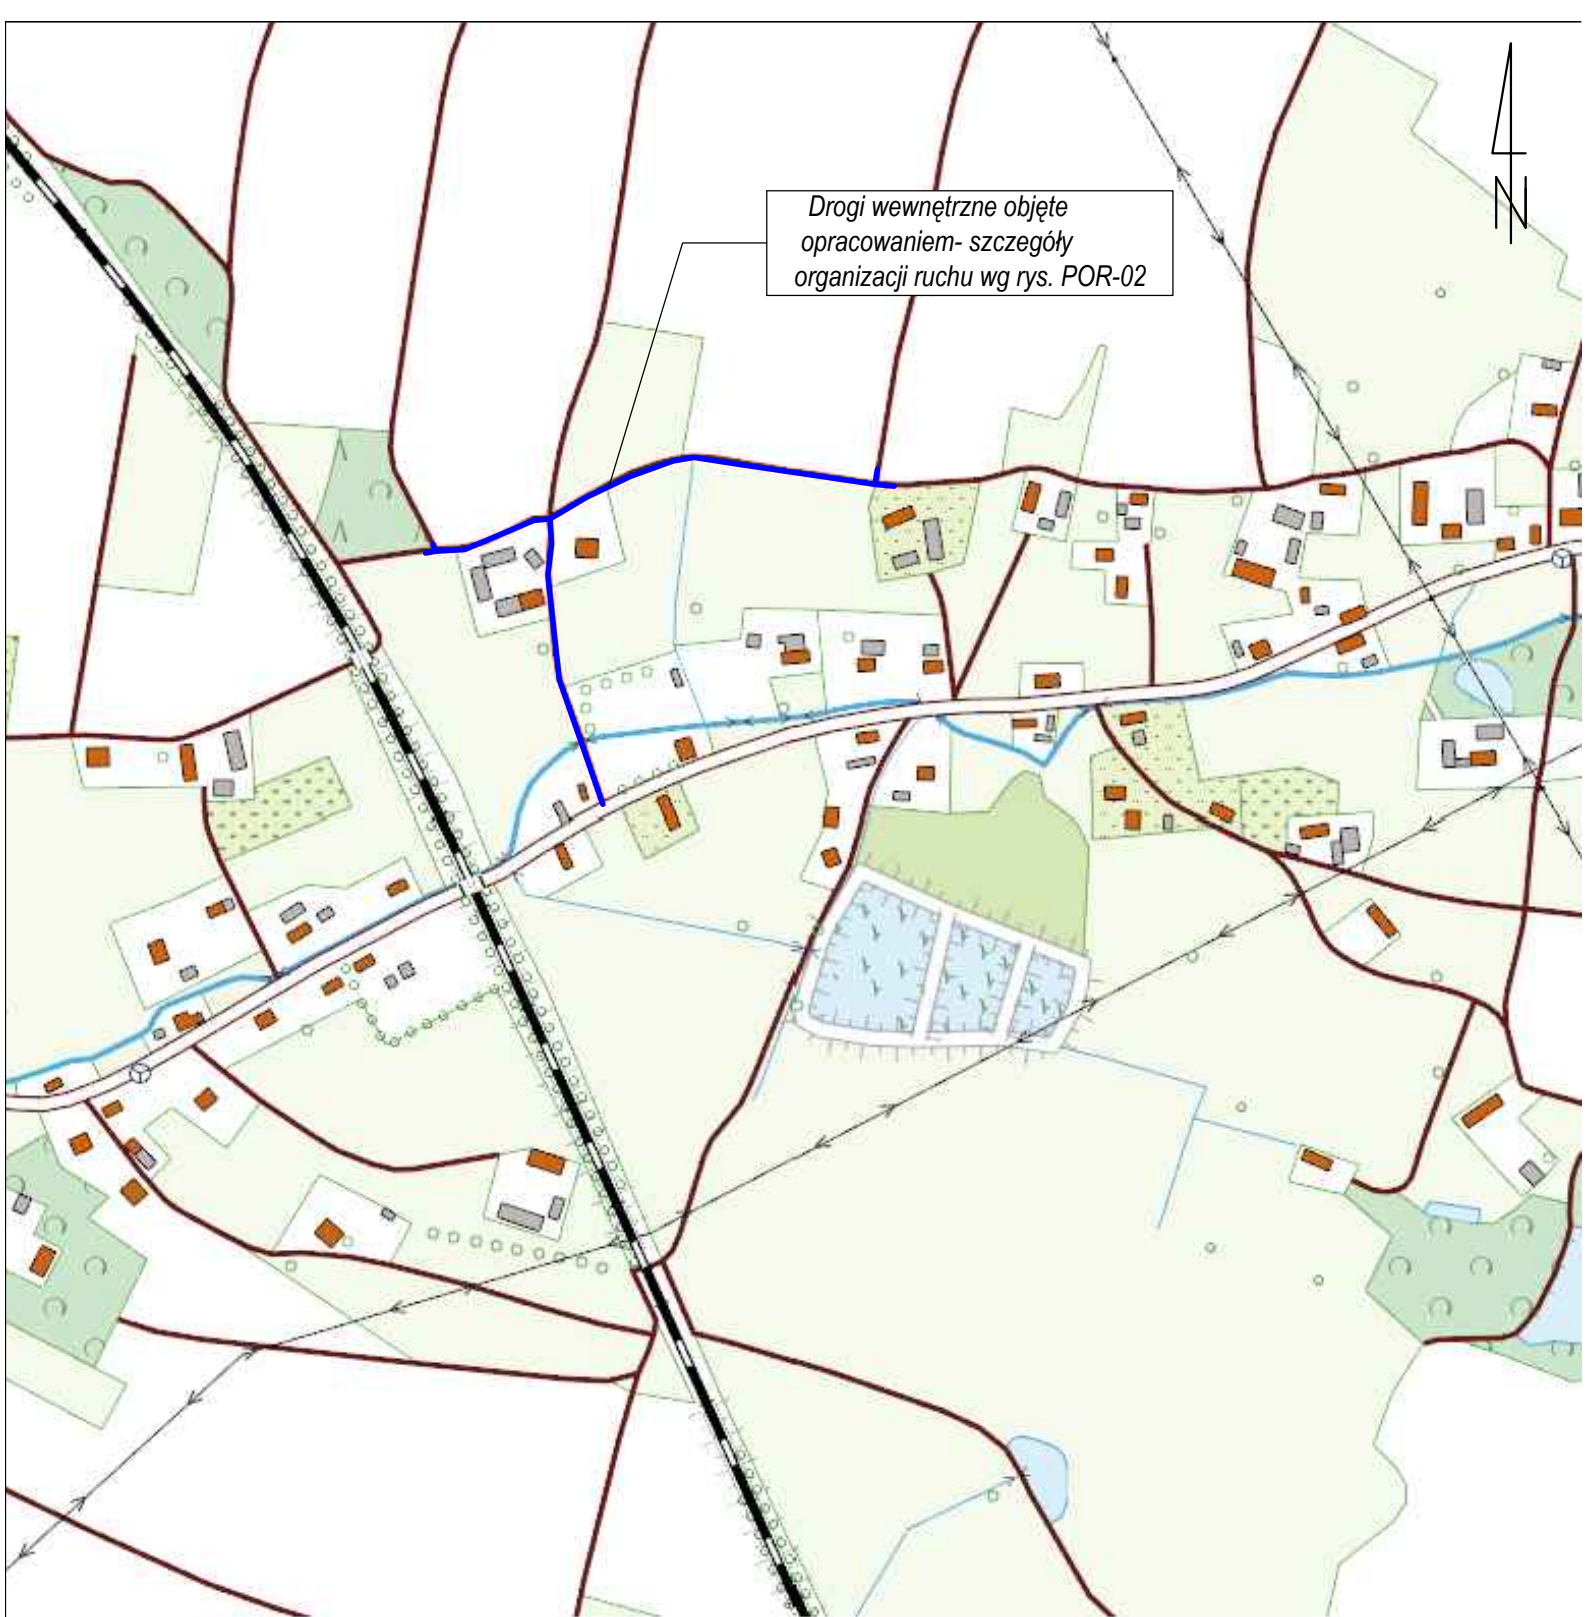 Drogi wewnętrzne objęte
opracowaniem- szczegóły
organizacji ruchu wg rys. POR-02
N